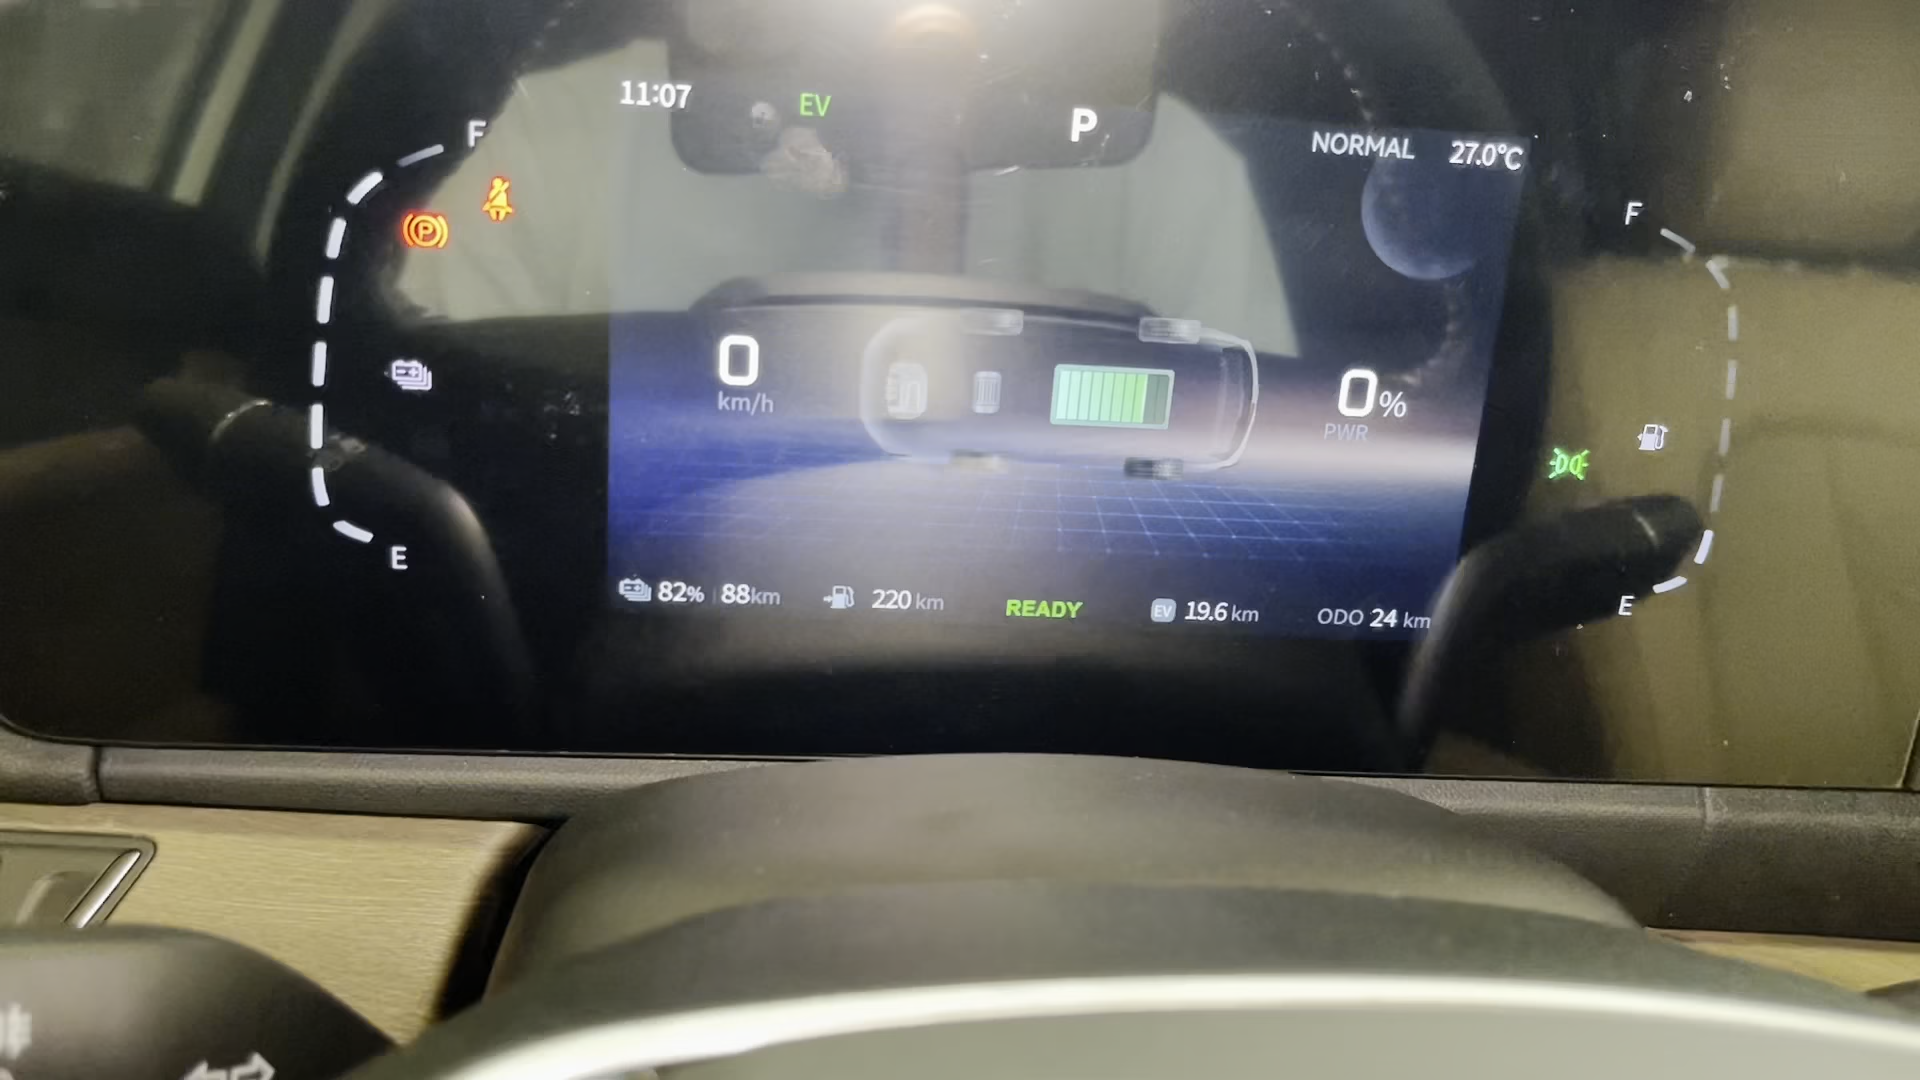 11:07 EV P NORMAL 27.0°C
F F
P
0 km/h 0% PWR
E E
82% 88km 220 km READY EV 19.6 km ODO 24 km